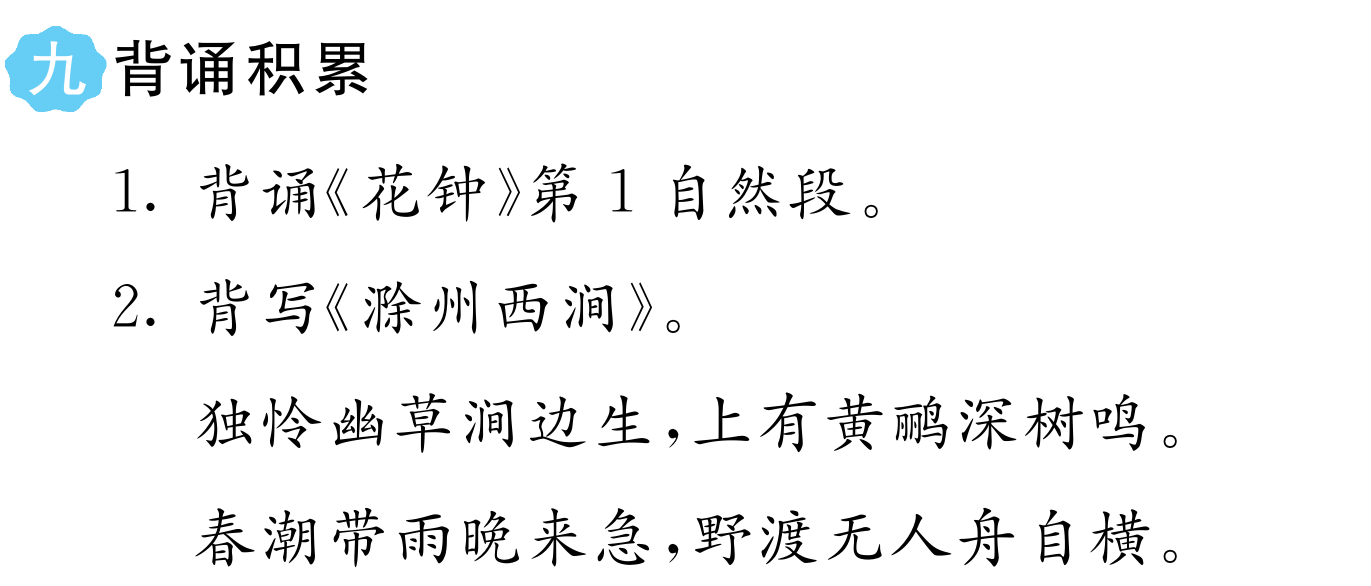 九 背诵积累
1. 背诵《花钟》第 1 自然段。
2. 背写《滁州西涧》。
独怜幽草涧边生,上有黄鹂深树鸣。
春潮带雨晚来急,野渡无人舟自横。